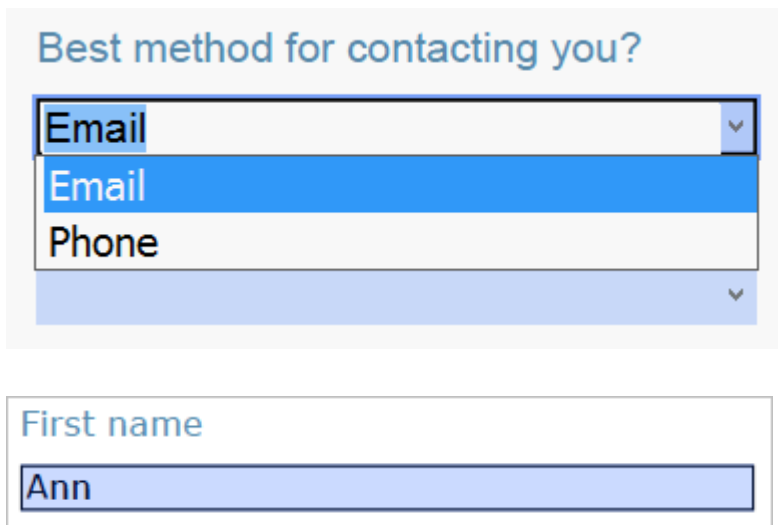 Best method for contacting you?
Email
Email
Phone
First name
Ann